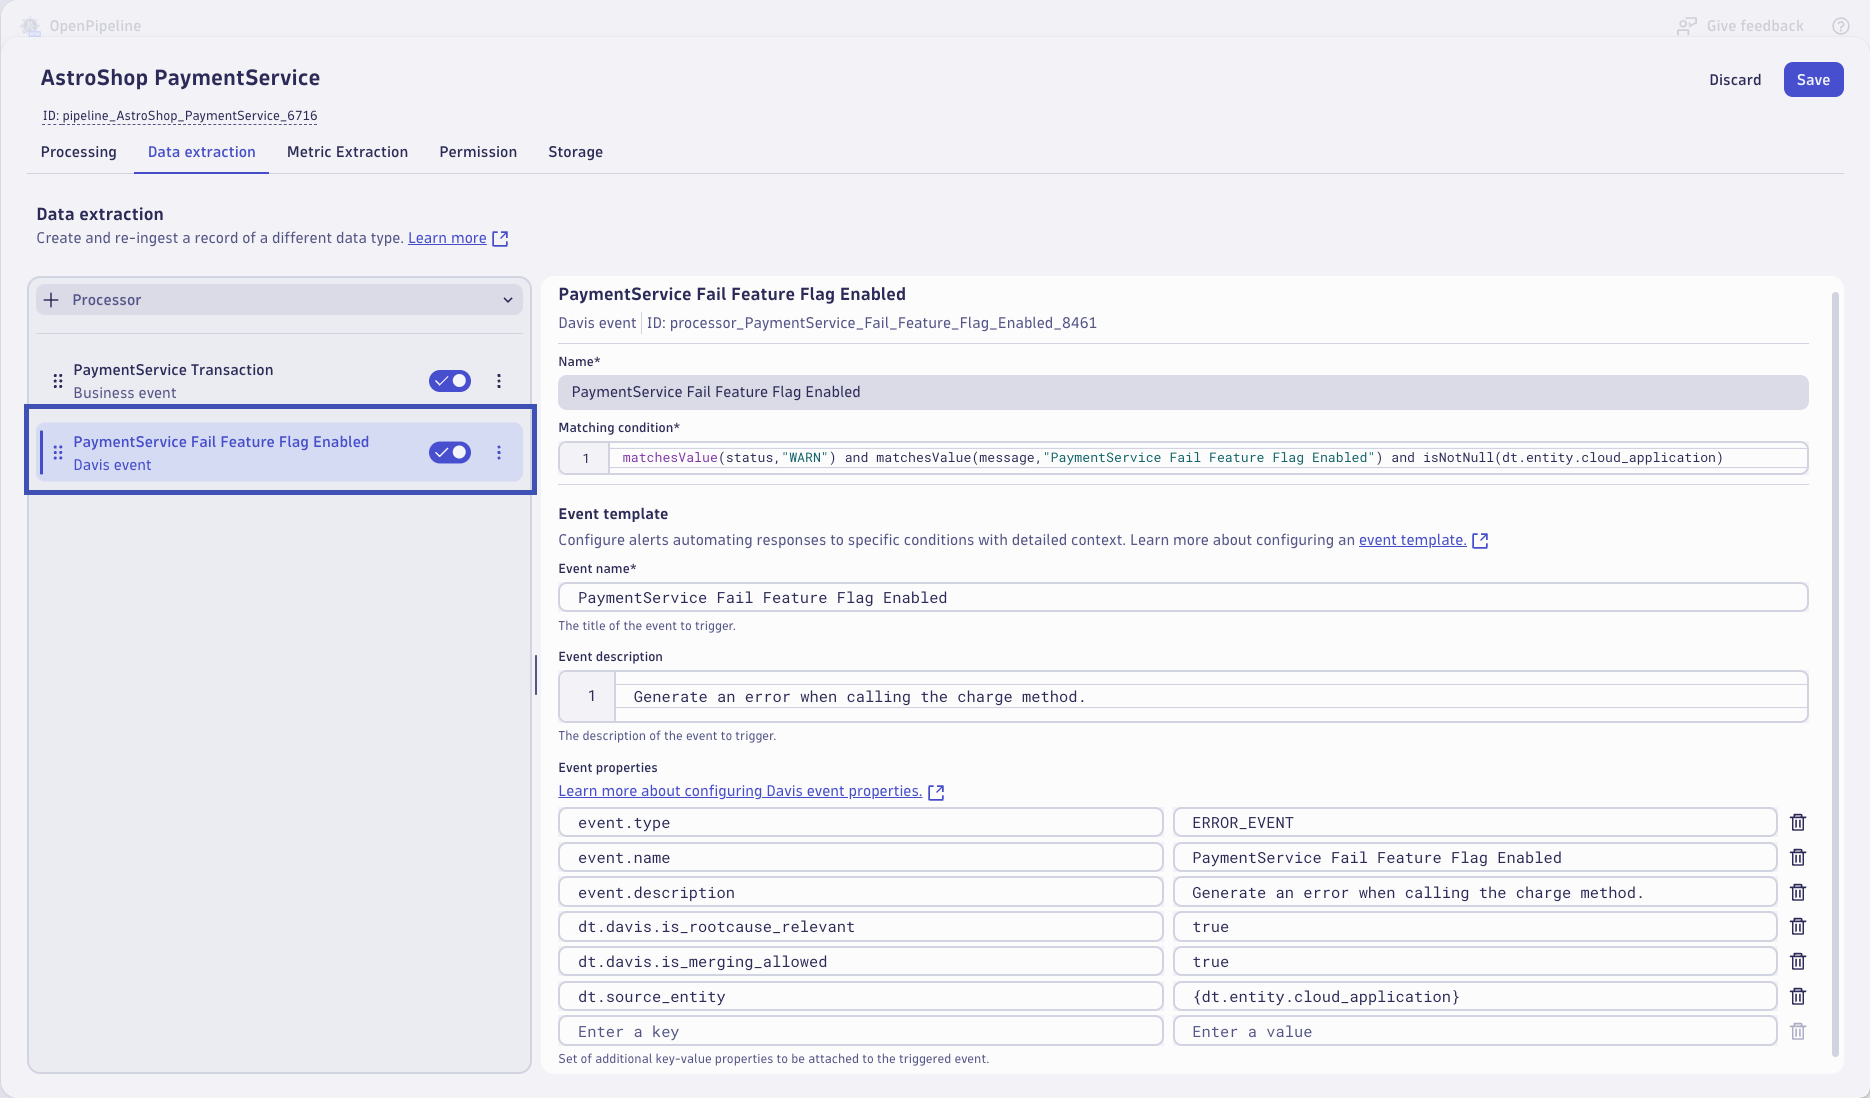 OpenPipeline
Give feedback
AstroShop PaymentService
Discard
Save
ID: pipeline_AstroShop_PaymentService_6716
Processing
Data extraction
Metric Extraction
Permission
Storage
Data extraction
Create and re-ingest a record of a different data type. Learn more
Processor
PaymentService Transaction
Business event
PaymentService Fail Feature Flag Enabled
Davis event
PaymentService Fail Feature Flag Enabled
Davis event ID: processor_PaymentService_Fail_Feature_Flag_Enabled_8461
Name*
PaymentService Fail Feature Flag Enabled
Matching condition*
1 matchesValue(status,"WARN") and matchesValue(message,"PaymentService Fail Feature Flag Enabled") and isNotNull(dt.entity.cloud_application)
Event template
Configure alerts automating responses to specific conditions with detailed context. Learn more about configuring an event template.
Event name*
PaymentService Fail Feature Flag Enabled
The title of the event to trigger.
Event description
1 Generate an error when calling the charge method.
The description of the event to trigger.
Event properties
Learn more about configuring Davis event properties.
event.type ERROR_EVENT
event.name PaymentService Fail Feature Flag Enabled
event.description Generate an error when calling the charge method.
dt.davis.is_rootcause_relevant true
dt.davis.is_merging_allowed true
dt.source_entity {dt.entity.cloud_application}
Enter a key Enter a value
Set of additional key-value properties to be attached to the triggered event.